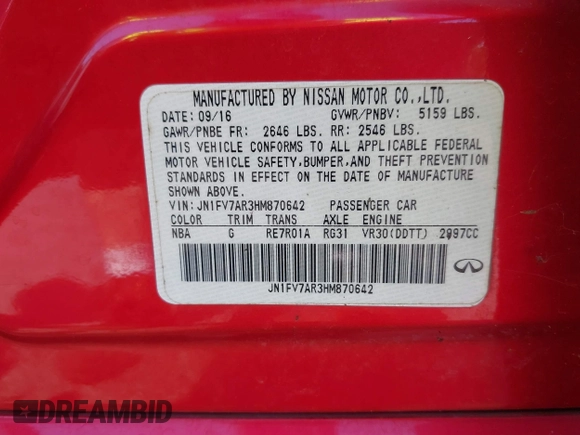 MANUFACTURED BY NISSAN MOTOR CO.,LTD.
DATE: 09/16 GVWR/PNBV: 5159 LBS.
GAWR/PNBE FR: 2646 LBS. RR: 2546 LBS.
THIS VEHICLE CONFORMS TO ALL APPLICABLE FEDERAL
MOTOR VEHICLE SAFETY,BUMPER,AND THEFT PREVENTION
STANDARDS IN EFFECT ON THE DATE OF MANUFACTURE
SHOWN ABOVE.
VIN: JN1FV7AR3HM870642 PASSENGER CAR
COLOR TRIM TRANS AXLE ENGINE
NBA G RE7R01A RG31 VR30(DDTT) 2997CC
JN1FV7AR3HM870642
DREAMBID